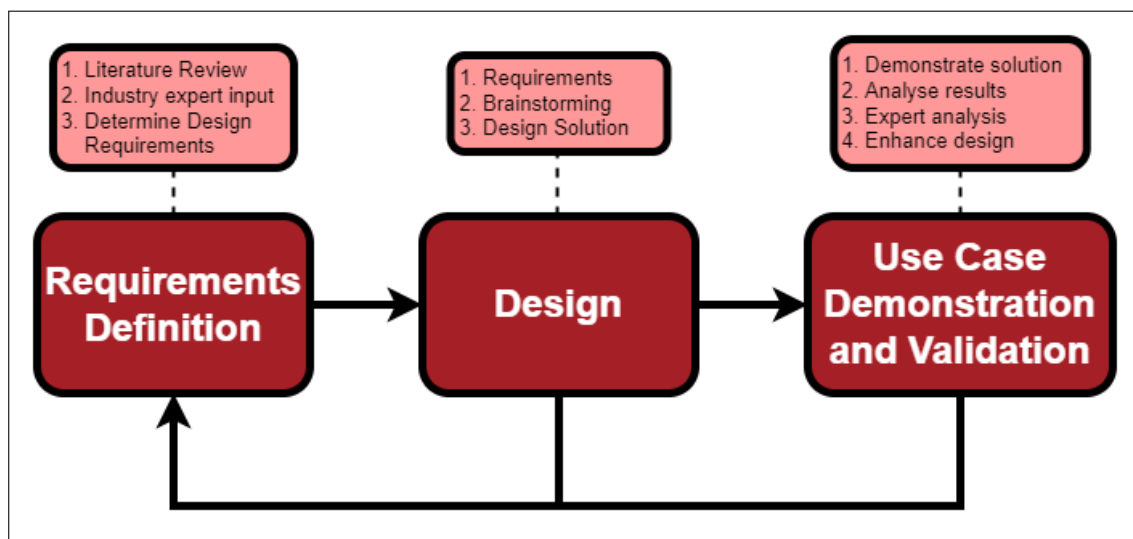 1. Literature Review
2. Industry expert input
3. Determine Design
Requirements
1. Requirements
2. Brainstorming
3. Design Solution
1. Demonstrate solution
2. Analyse results
3. Expert analysis
4. Enhance design
Requirements
Definition
Design
Use Case
Demonstration
and Validation